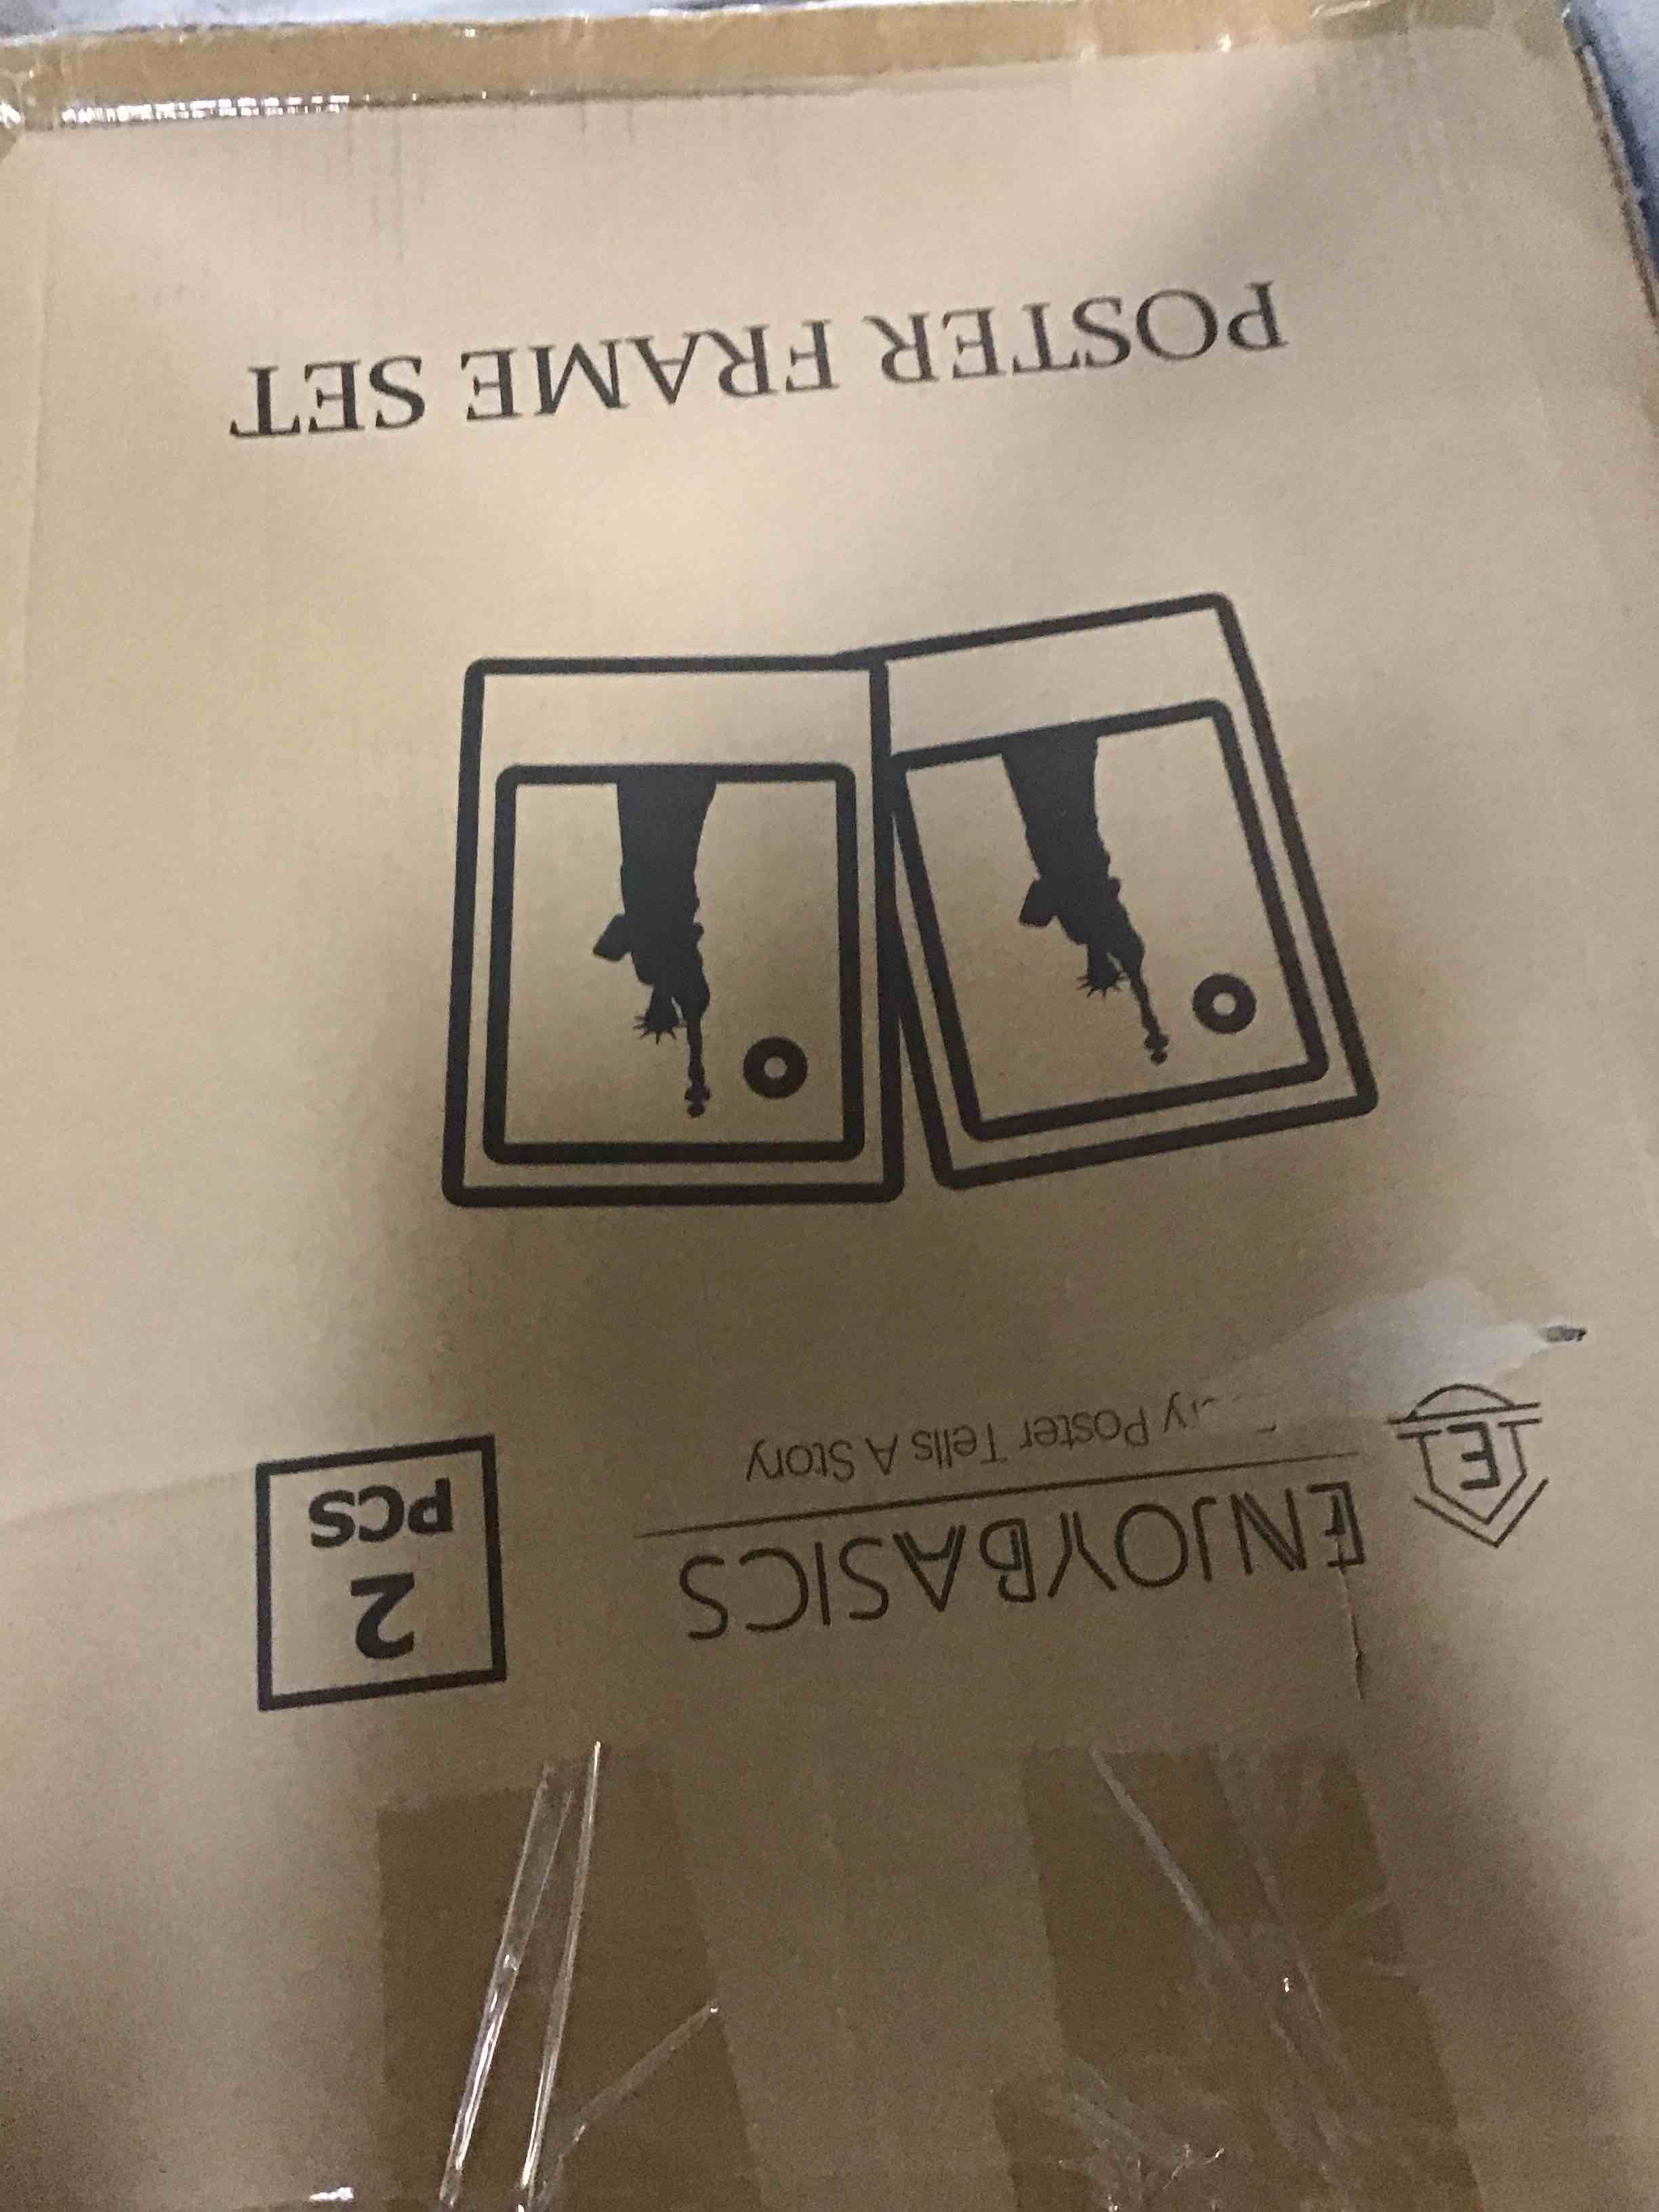 2
PCS
E
ENJOYBASICS
Poster Tells A Story
POSTER FRAME SET